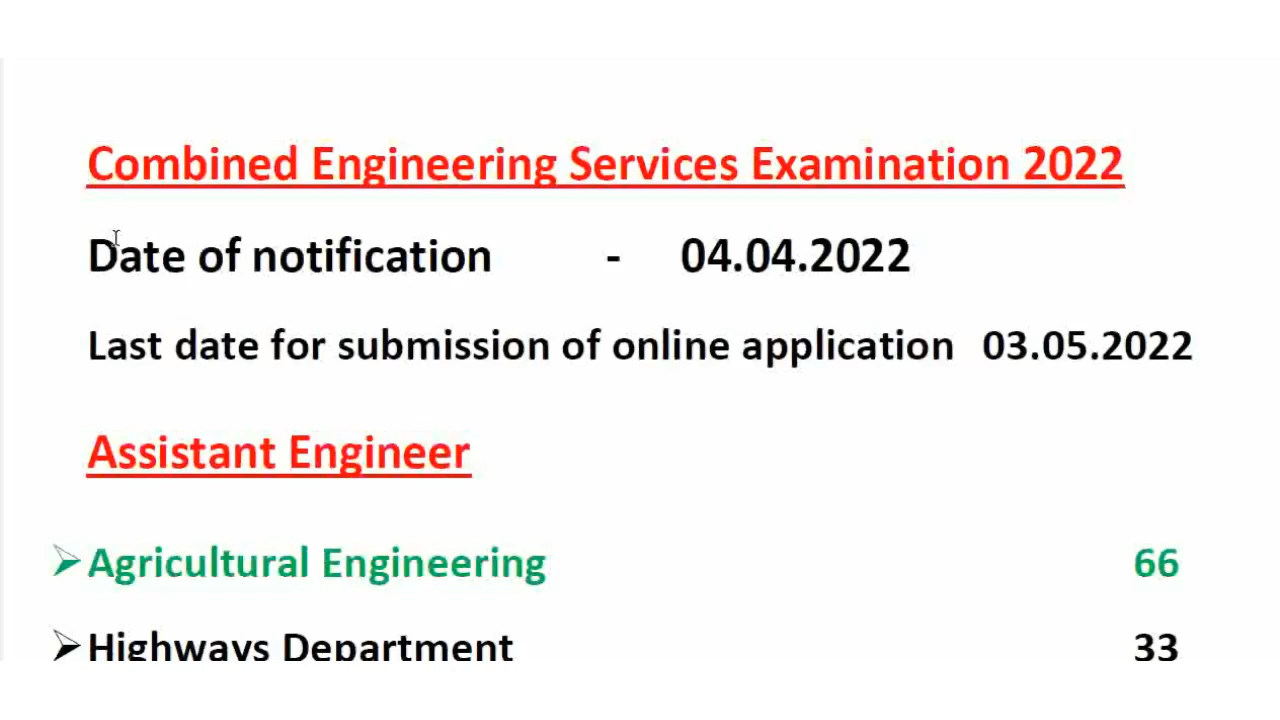 Combined Engineering Services Examination 2022
Date of notification - 04.04.2022
Last date for submission of online application 03.05.2022
Assistant Engineer
Agricultural Engineering 66
Highways Department 33